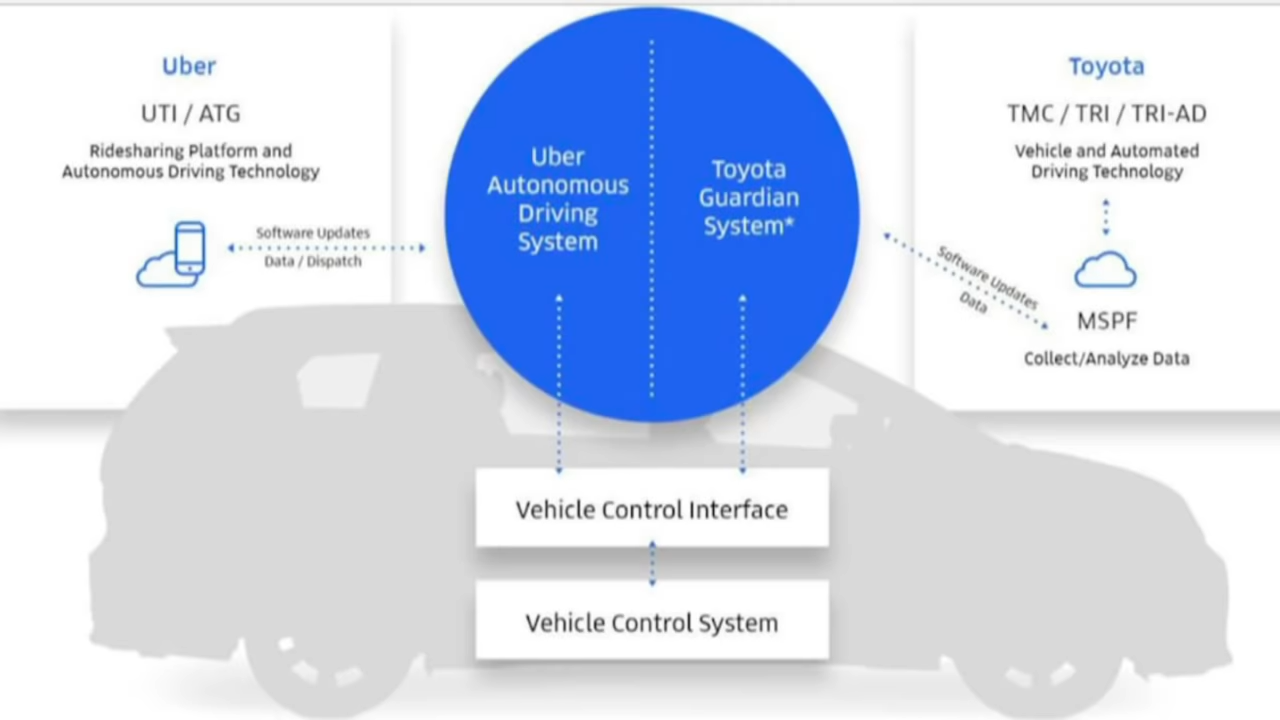 Uber
UTI / ATG
Ridesharing Platform and
Autonomous Driving Technology
Software Updates
Data / Dispatch
Uber
Autonomous
Driving
System
Toyota
Guardian
System*
Toyota
TMC / TRI / TRI-AD
Vehicle and Automated
Driving Technology
Software Updates
Data
MSPF
Collect/Analyze Data
Vehicle Control Interface
Vehicle Control System